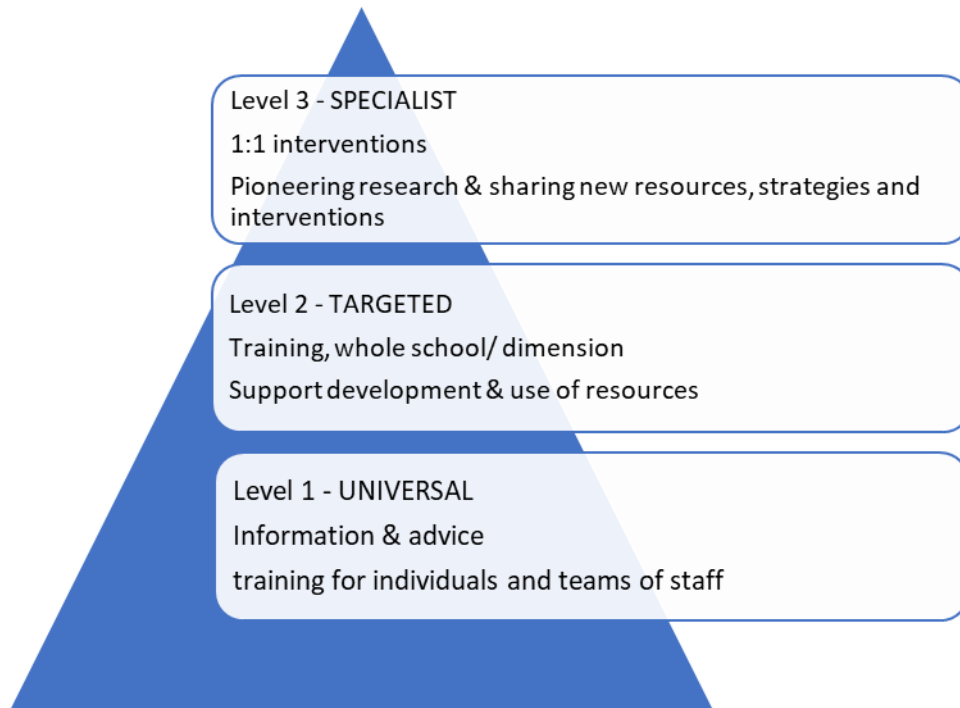 Level 3 - SPECIALIST
1:1 interventions
Pioneering research & sharing new resources, strategies and
interventions
Level 2 - TARGETED
Training, whole school/ dimension
Support development & use of resources
Level 1 - UNIVERSAL
Information & advice
training for individuals and teams of staff